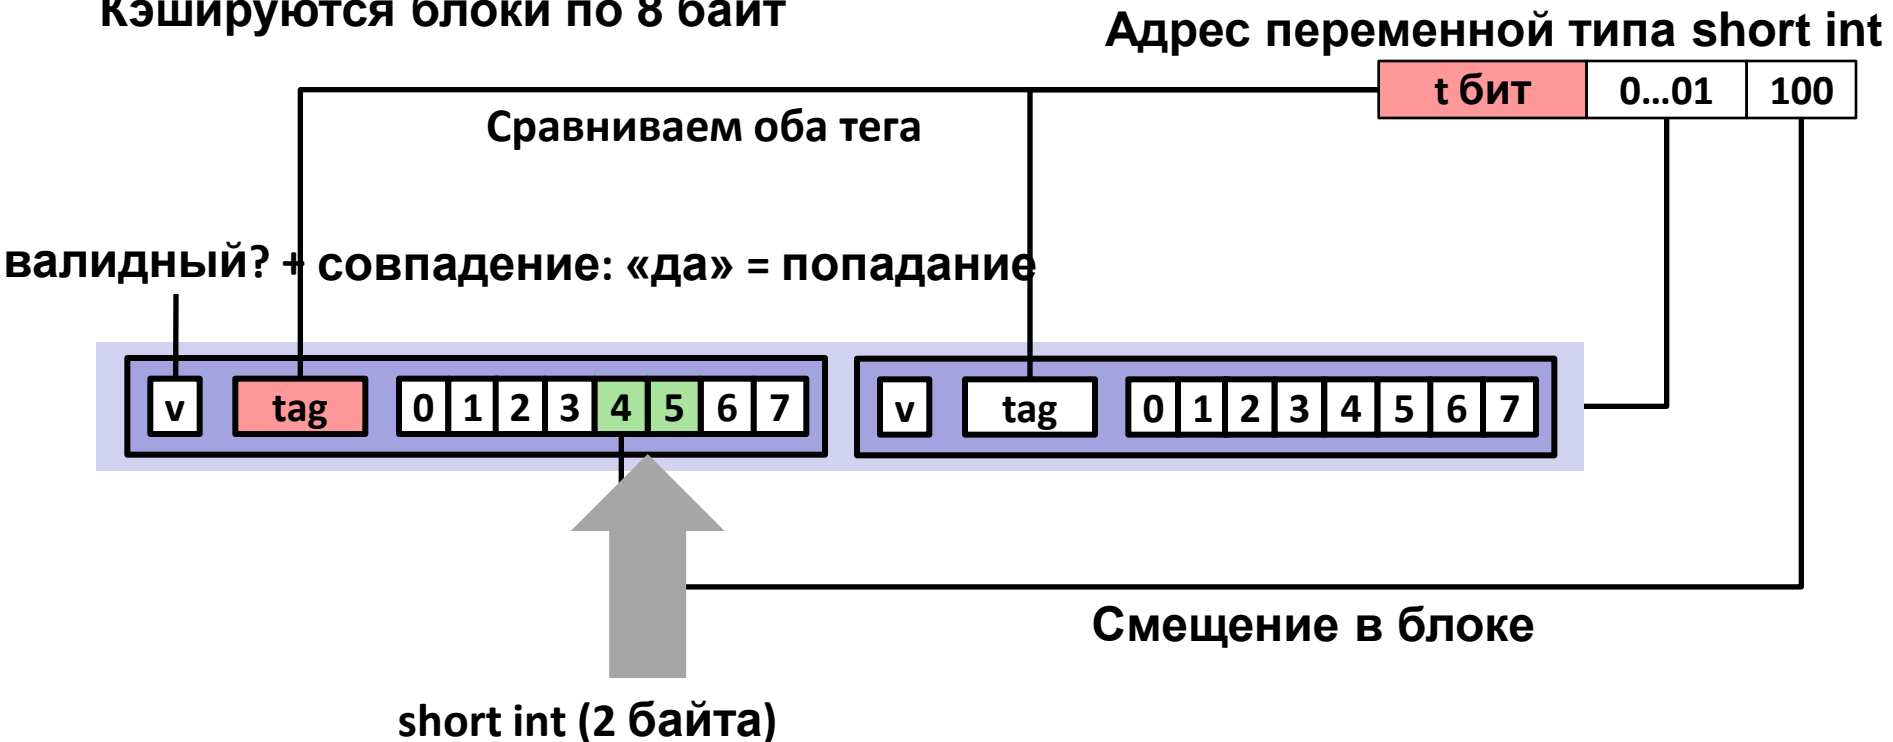 Кэшируются блоки по 8 байт
Адрес переменной типа short int
t бит 0...01 100
Сравниваем оба тега
валидный? + совпадение: «да» = попадание
v tag 0 1 2 3 4 5 6 7 v tag 0 1 2 3 4 5 6 7
Смещение в блоке
short int (2 байта)